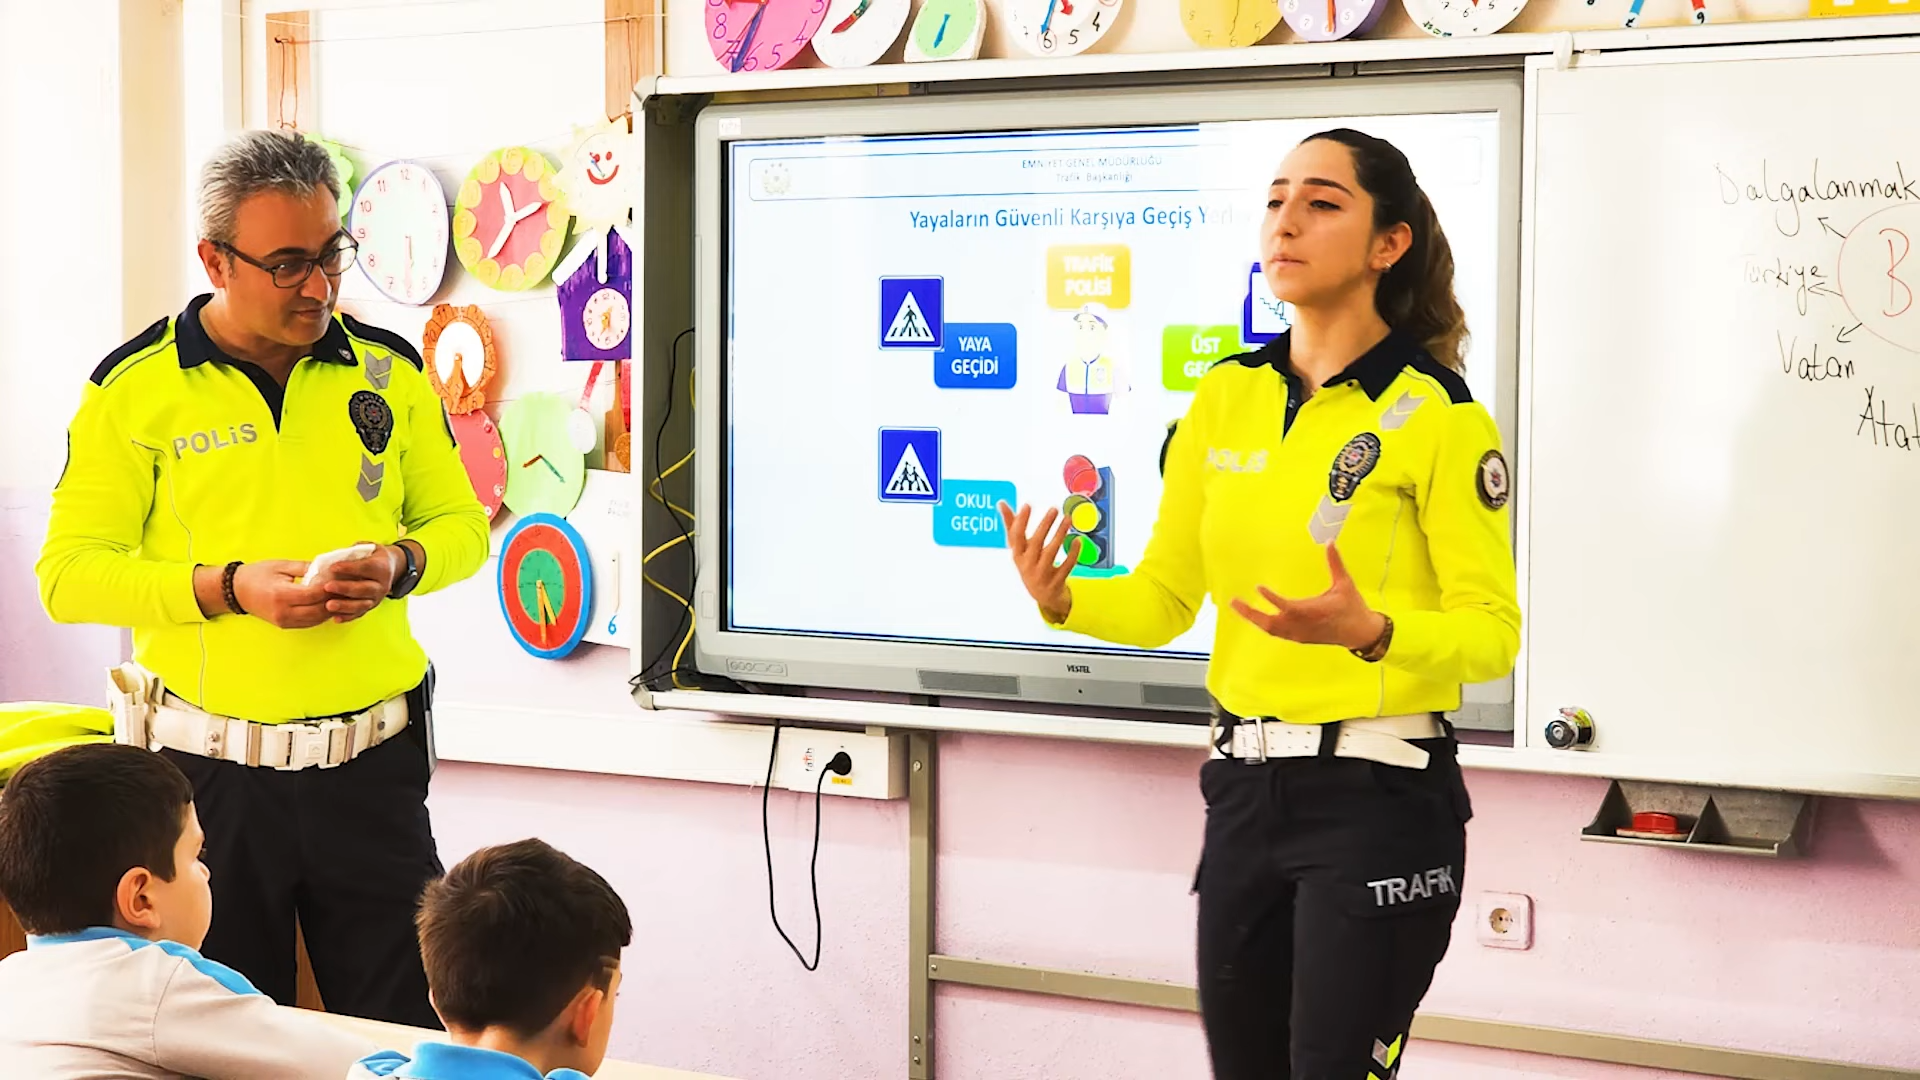 EMNİYET GENEL MÜDÜRLÜĞÜ
Trafik Başkanlığı
Yayaların Güvenli Karşıya Geçiş
TRAFİK
POLİSİ
YAYA
GEÇİDİ
ÜST
OKUL
GEÇİDİ
VESTEL
POLİS
POLİS
TRAFİK
Dalgalanmak
Türkiye
B
Vatan
fatih